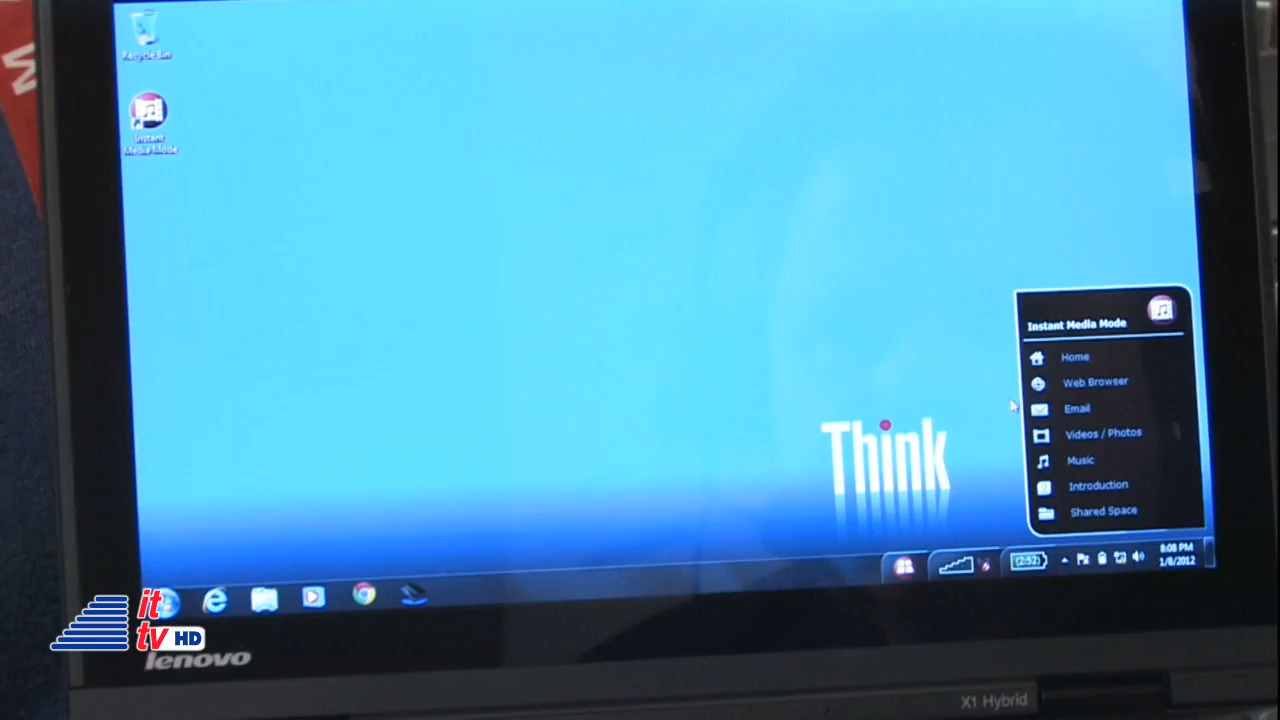 Recycle Bin
Instant
Media Mode
Think
Instant Media Mode
Home
Web Browser
Email
Videos / Photos
Music
Introduction
Shared Space
(2:52)
8:08 PM
1/8/2012
it
tv HD
lenovo
X1 Hybrid